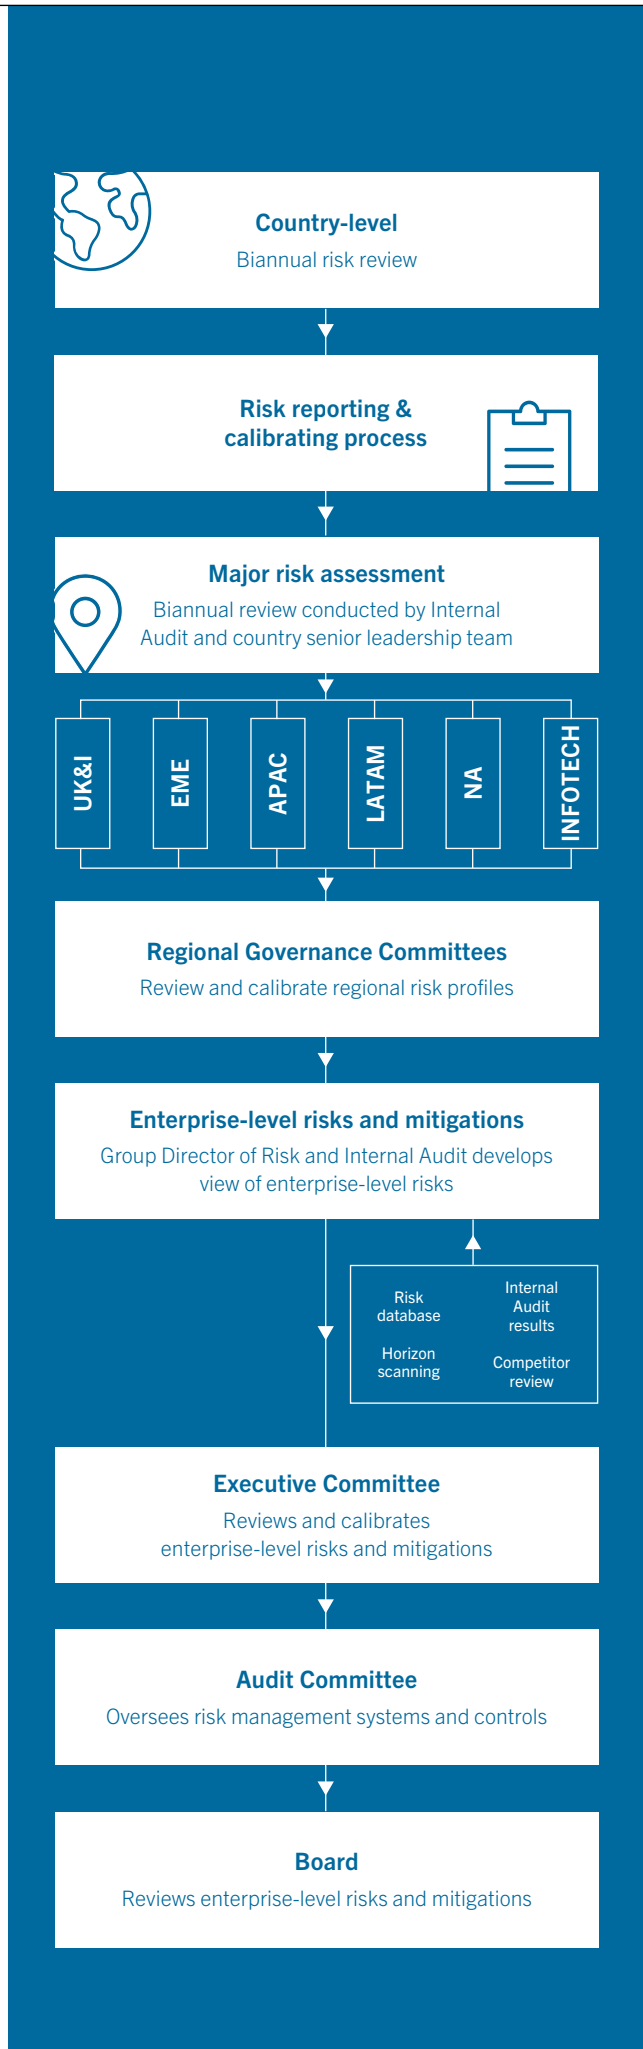 Country-level
Biannual risk review
Risk reporting &
calibrating process
Major risk assessment
Biannual review conducted by Internal
Audit and country senior leadership team
UK&I
EME
APAC
LATAM
NA
INFOTECH
Regional Governance Committees
Review and calibrate regional risk profiles
Enterprise-level risks and mitigations
Group Director of Risk and Internal Audit develops
view of enterprise-level risks
Risk
database
Internal
Audit
results
Horizon
scanning
Competitor
review
Executive Committee
Reviews and calibrates
enterprise-level risks and mitigations
Audit Committee
Oversees risk management systems and controls
Board
Reviews enterprise-level risks and mitigations